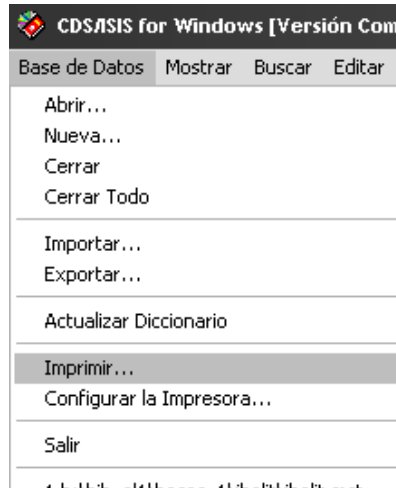 CDS/ISIS for Windows [Versión Com
Base de Datos Mostrar Buscar Editar
Abrir...
Nueva...
Cerrar
Cerrar Todo
Importar...
Exportar...
Actualizar Diccionario
Imprimir...
Configurar la Impresora...
Salir